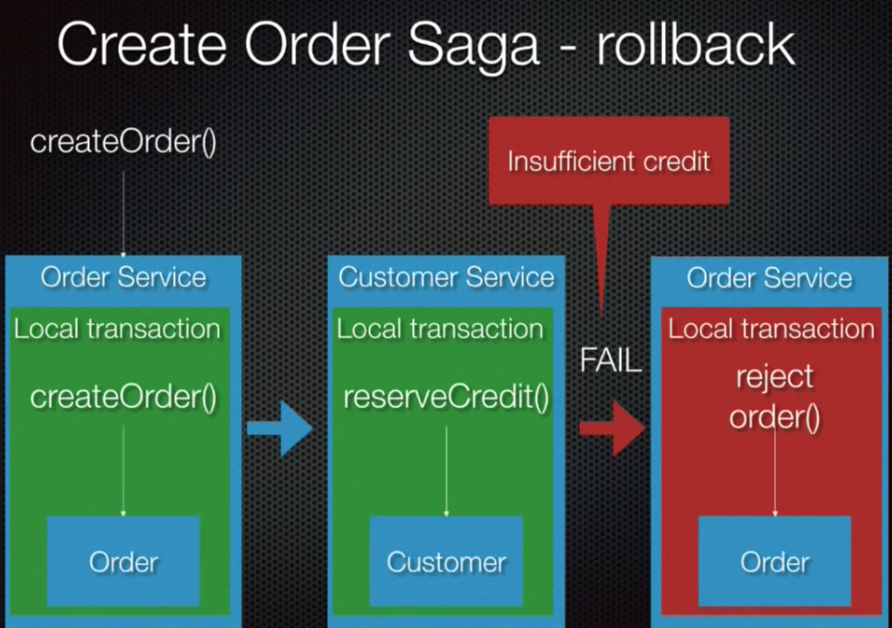 Create Order Saga - rollback
createOrder()
Insufficient credit
Order Service
Local transaction
createOrder()
Order
Customer Service
Local transaction
reserveCredit()
Customer
FAIL
Order Service
Local transaction
reject
order()
Order